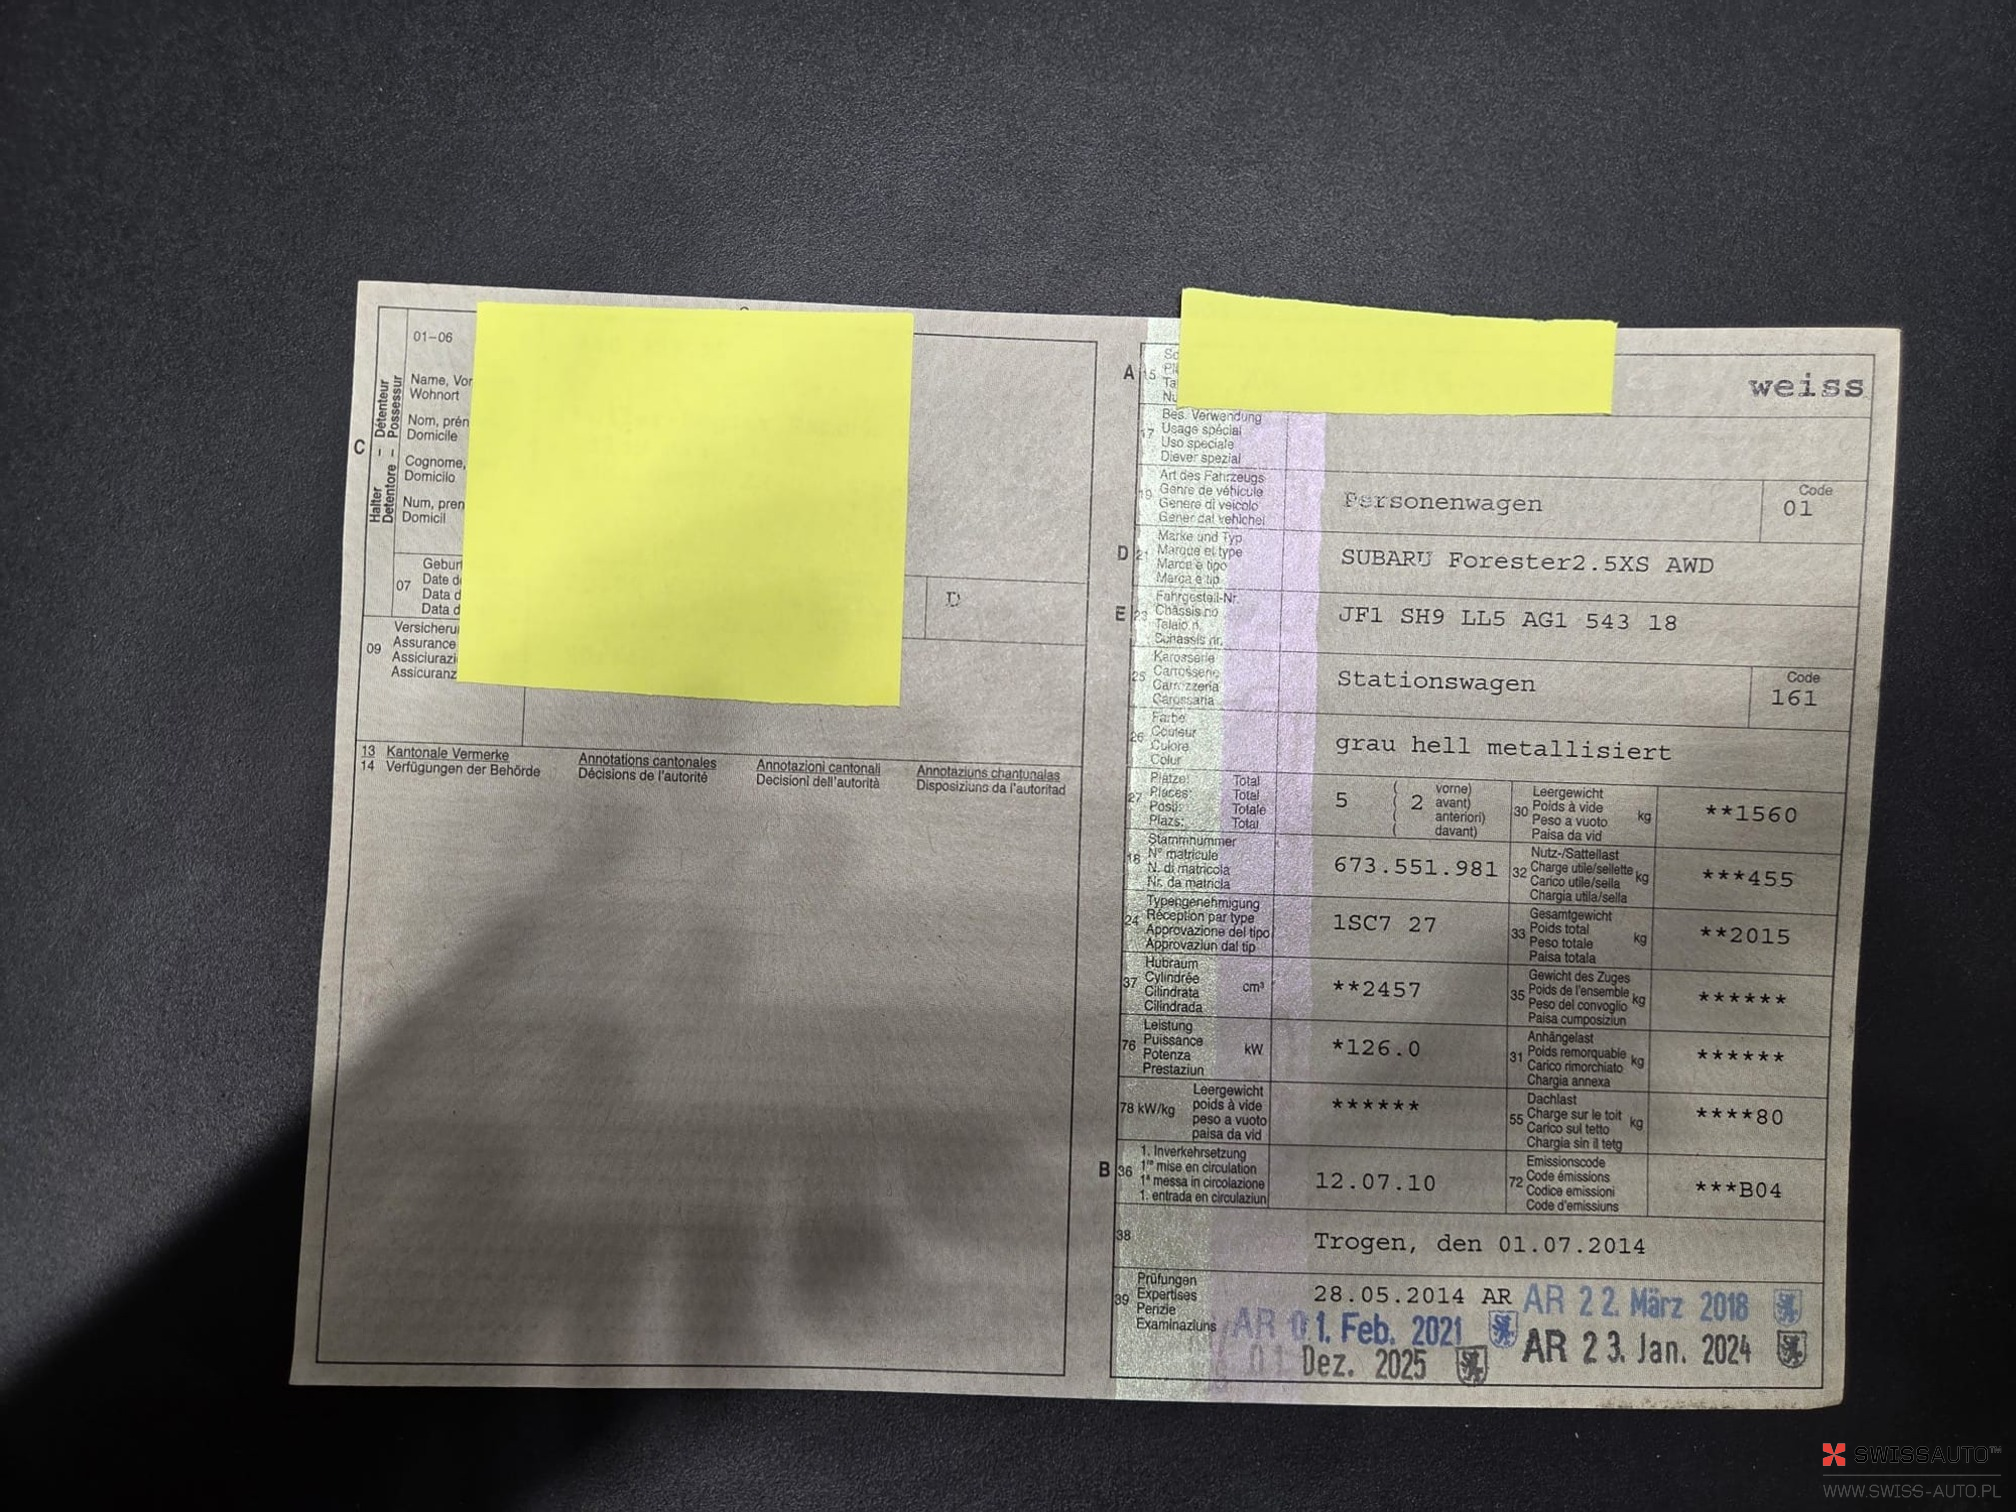 01–06
Détenteur
Possessur
Halter
Detentore
C
Name, Vor
Wohnort
Nom, prén
Domicile
Cognome,
Domicilo
Num, pren
Domicil
07
Gebur
Date d
Data d
Data d
D
09
Versicheru
Assurance
Assiciurazi
Assicuranz
13 Kantonale Vermerke
14 Verfügungen der Behörde
Annotations cantonales
Décisions de l'autorité
Annotazioni cantonali
Decisioni dell'autorità
Annotaziuns chantunalas
Disposiziuns da l'autoritad
A
15
weiss
17
Bes. Verwendung
Usage spécial
Uso speciale
Diever spezial
19
Art des Fahrzeugs
Genre de véhicule
Genere di veicolo
Gener dal vehichel
Personenwagen
Code
01
D
21
Marke und Typ
Marque et type
Marca e tipo
Marca e tip
SUBARU Forester2.5XS AWD
E
23
Fahrgestell-Nr.
Châssis no
Telaio n.
Schassis nr.
JF1 SH9 LL5 AG1 543 18
25
Karosserie
Carrosserie
Carrozzeria
Carossaria
Stationswagen
Code
161
26
Farbe
Couleur
Colore
Colur
grau hell metallisiert
27
Plätze: Total
Places: Total
Posti: Totale
Plazs: Total
5 ( 2 vorne)
( avant)
( anteriori)
( davant)
30
Leergewicht
Poids à vide
Peso a vuoto
Paisa da vid
kg
**1560
18
Stammnummer
N° matricule
N. di matricola
Nr. da matricla
673.551.981
32
Nutz-/Sattellast
Charge utile/sellette
Carico utile/sella
Chargia utila/sella
kg
***455
24
Typengenehmigung
Réception par type
Approvazione del tipo
Approvaziun dal tip
1SC7 27
33
Gesamtgewicht
Poids total
Peso totale
Paisa totala
kg
**2015
37
Hubraum
Cylindrée
Cilindrata
Cilindrada
cm³
**2457
35
Gewicht des Zuges
Poids de l'ensemble
Peso del convoglio
Paisa cumposiziun
kg
******
76
Leistung
Puissance
Potenza
Prestaziun
kW
*126.0
31
Anhängelast
Poids remorquable
Carico rimorchiato
Chargia annexa
kg
******
78 kW/kg
Leergewicht
poids à vide
peso a vuoto
paisa da vid
******
55
Dachlast
Charge sur le toit
Carico sul tetto
Chargia sin il tetg
kg
****80
B
36
1. Inverkehrsetzung
1re mise en circulation
1a messa in circolazione
1. entrada en circulaziun
12.07.10
72
Emissionscode
Code émissions
Codice emissioni
Code d'emissiuns
***B04
38
Trogen, den 01.07.2014
39
Prüfungen
Expertises
Perizie
Examinaziuns
28.05.2014 AR
AR 22. März 2018
AR 01. Feb. 2021
AR 23. Jan. 2024
01. Dez. 2025
SWISSAUTO™
WWW.SWISS-AUTO.PL